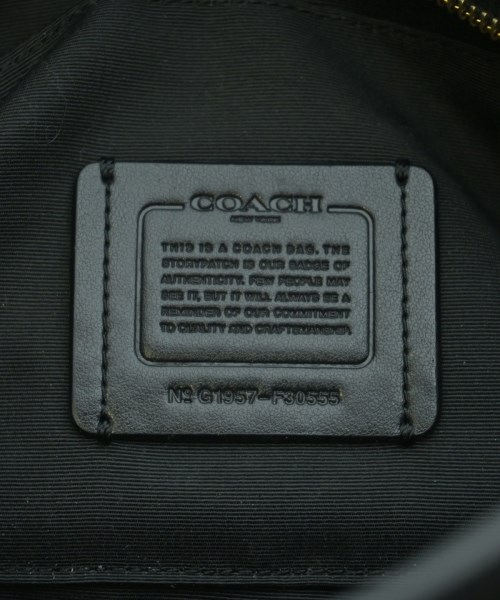 COACH
NEW YORK
THIS IS A COACH BAG. THE
STORYPATCH IS OUR BADGE OF
AUTHENTICITY. FEW PEOPLE MAY
SEE IT, BUT IT WILL ALWAYS BE A
REMINDER OF OUR COMMITMENT
TO QUALITY AND CRAFTSMANSHIP.
Nº G1957-F30555